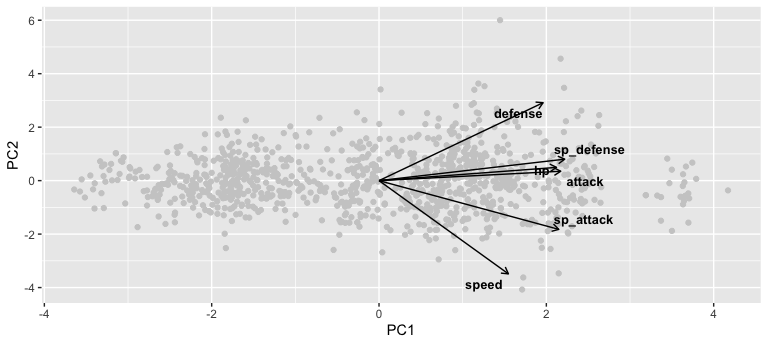 6
4
defense
2
sp_defense
hp
0
attack
sp_attack
-2
speed
-4
-4
-2
0
2
4
PC1
PC2